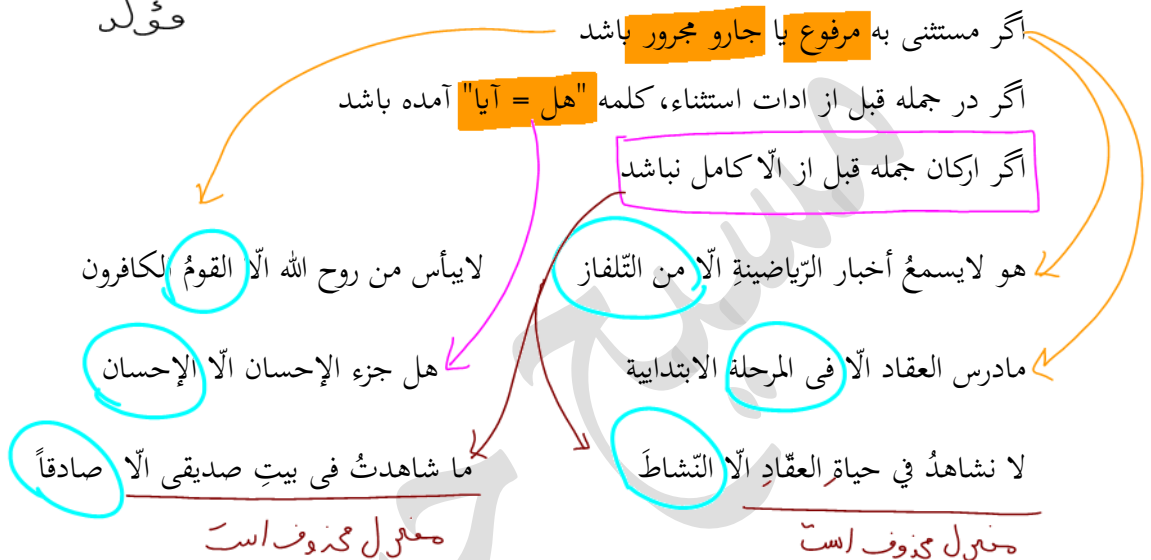 فؤلد
اگر مستثنی به مرفوع یا جارو مجرور باشد
اگر در جمله قبل از ادات استثناء، کلمه "هل = آیا" آمده باشد
اگر ارکان جمله قبل از الّا کامل نباشد
هو لایسمعُ أخبار الرّیاضینةِ الّا من التّلفاز
لاییأس من روح الله الّا القومُ الکافرون
مادرس العقاد الّا فی المرحلة الابتدایية
هل جزء الإحسان الّا الإحسان
لا نشاهدُ في حیاةِ العقّادِ الّا النّشاطَ
ما شاهدتُ فی بیتِ صدیقی الّا صادقاً
مفعول محذوف است
مفعول محذوف است